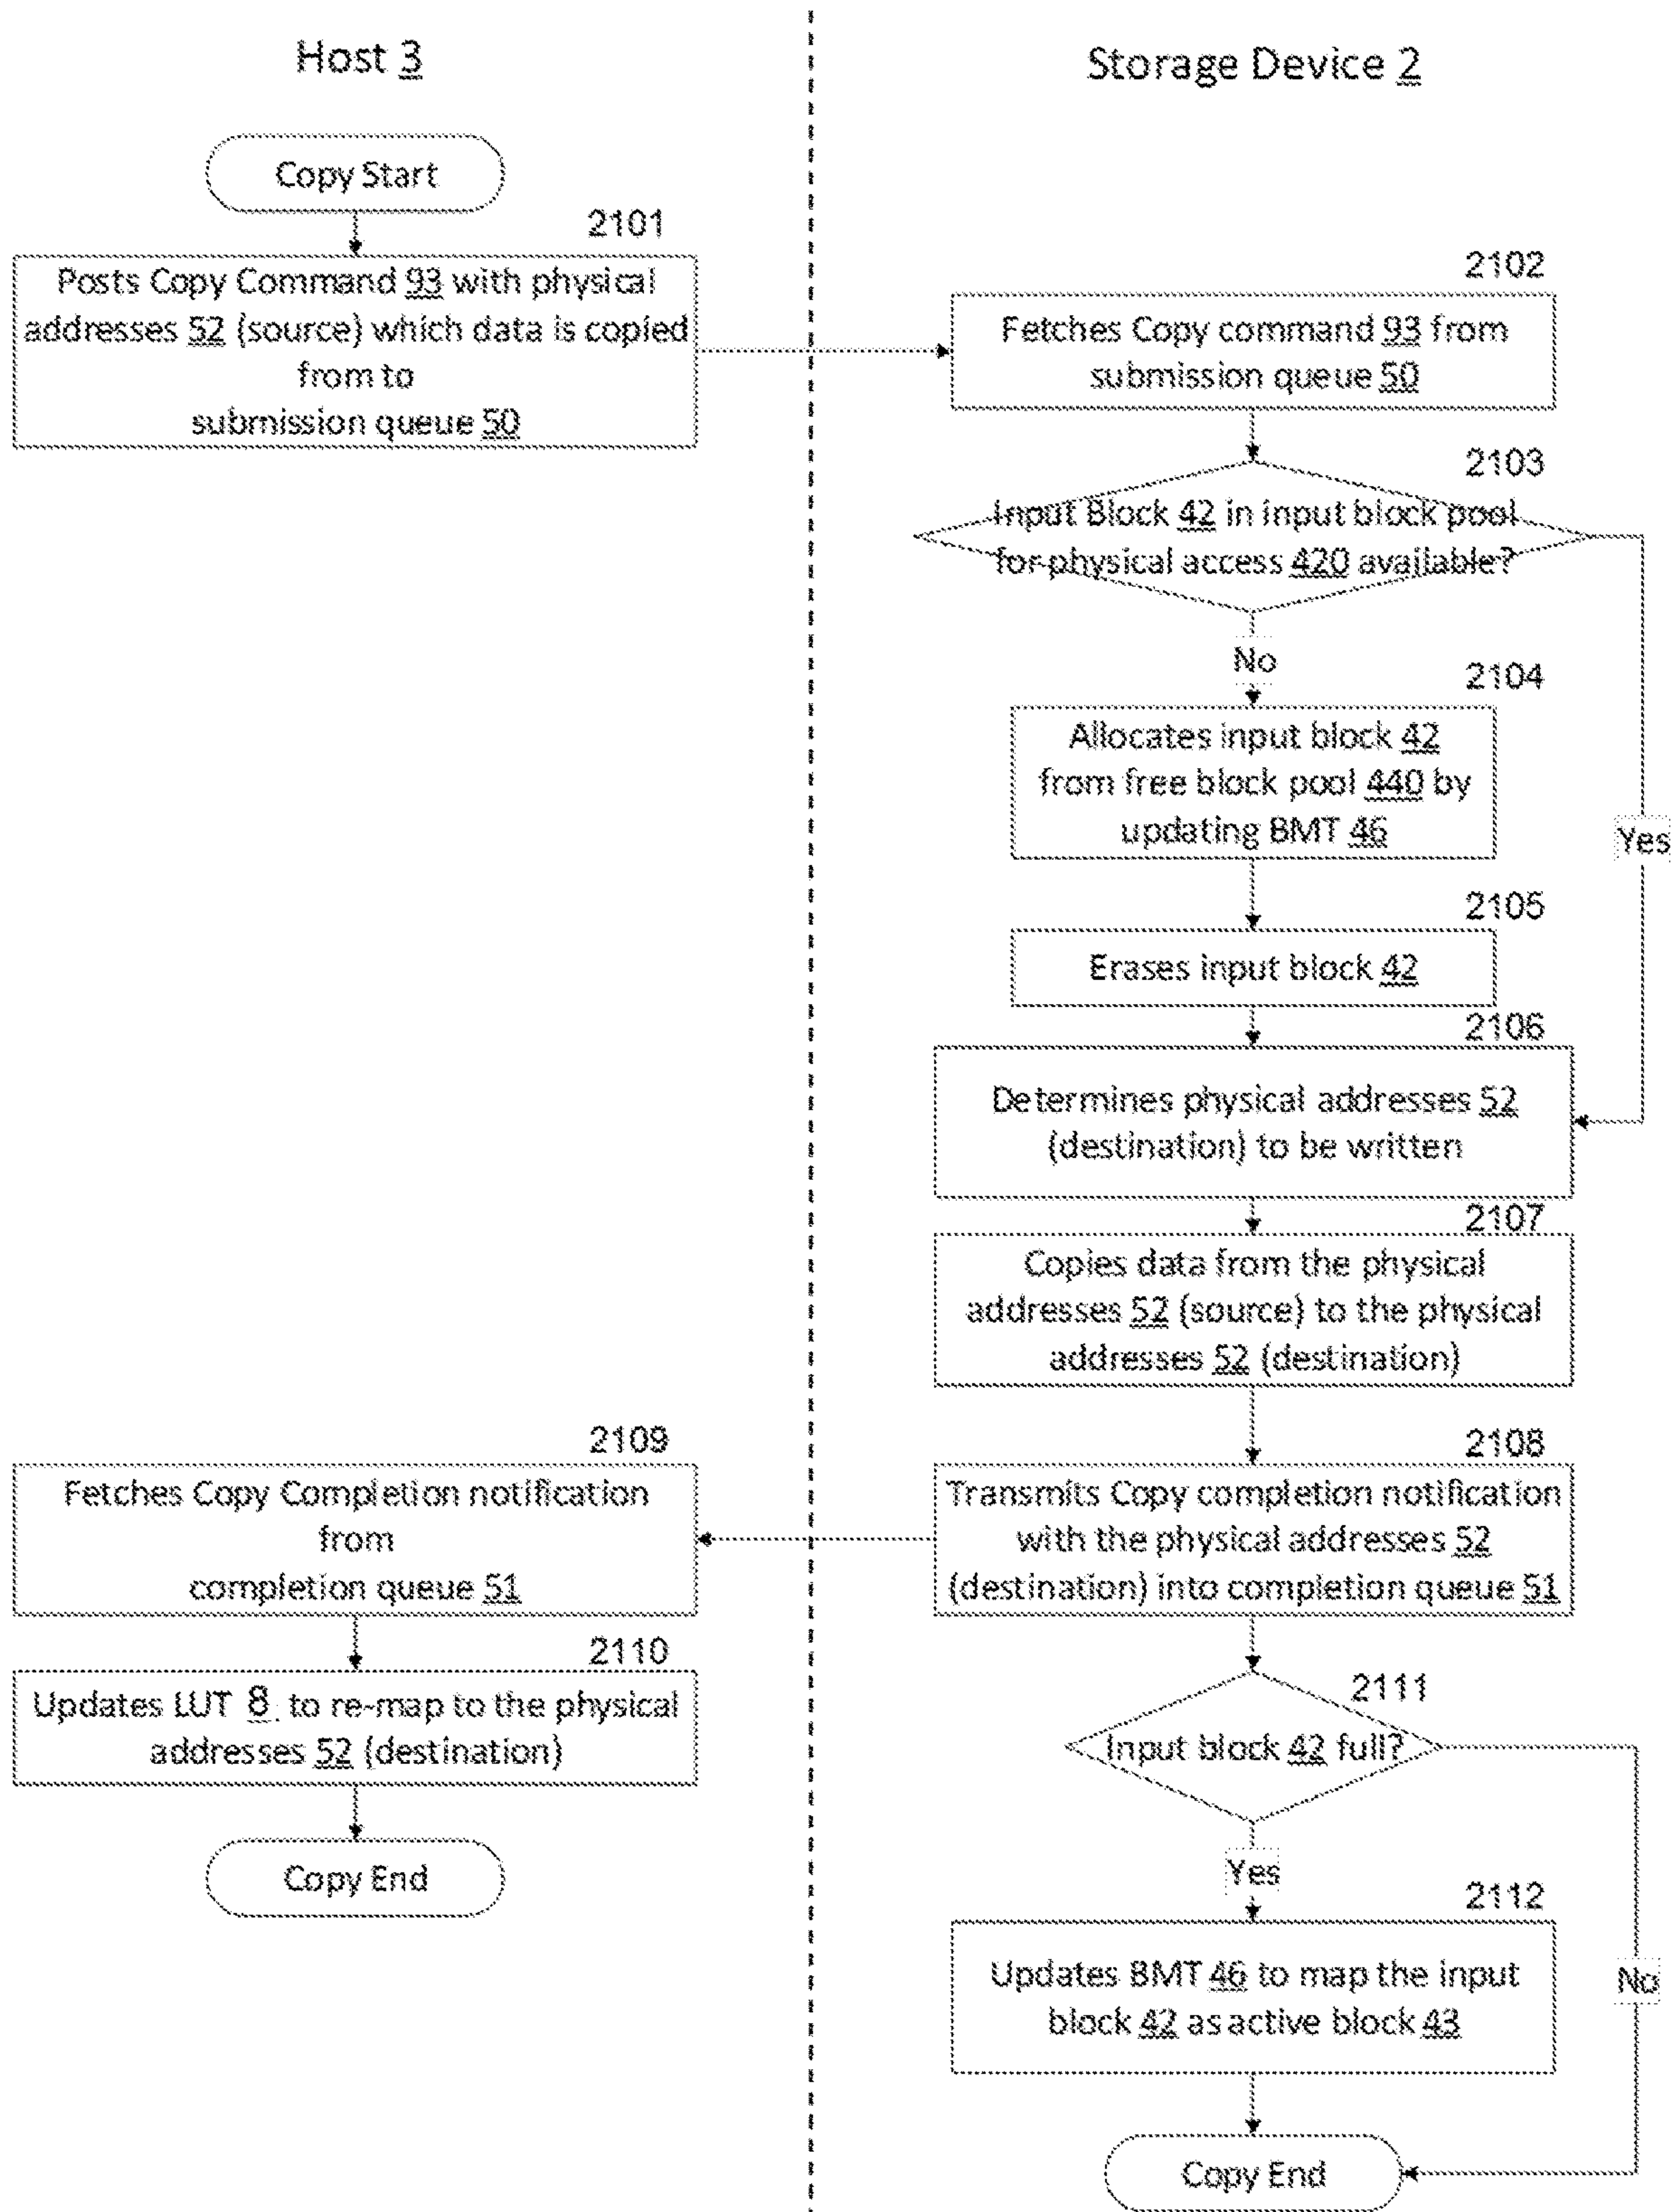 Host 3
Storage Device 2
Copy Start
2101
Posts Copy Command 93 with physical
addresses 52 (source) which data is copied
from to
submission queue 50
2102
Fetches Copy command 93 from
submission queue 50
2103
Input Block 42 in input block pool
for physical access 420 available?
No
Yes
2104
Allocates input block 42
from free block pool 440 by
updating BMT 46
2105
Erases input block 42
2106
Determines physical addresses 52
(destination) to be written
2107
Copies data from the physical
addresses 52 (source) to the physical
addresses 52 (destination)
2108
Transmits Copy completion notification
with the physical addresses 52
(destination) into completion queue 51
2109
Fetches Copy Completion notification
from
completion queue 51
2110
Updates LUT 8. to re-map to the physical
addresses 52 (destination)
Copy End
2111
Input block 42 full?
Yes
No
2112
Updates BMT 46 to map the input
block 42 as active block 43
Copy End